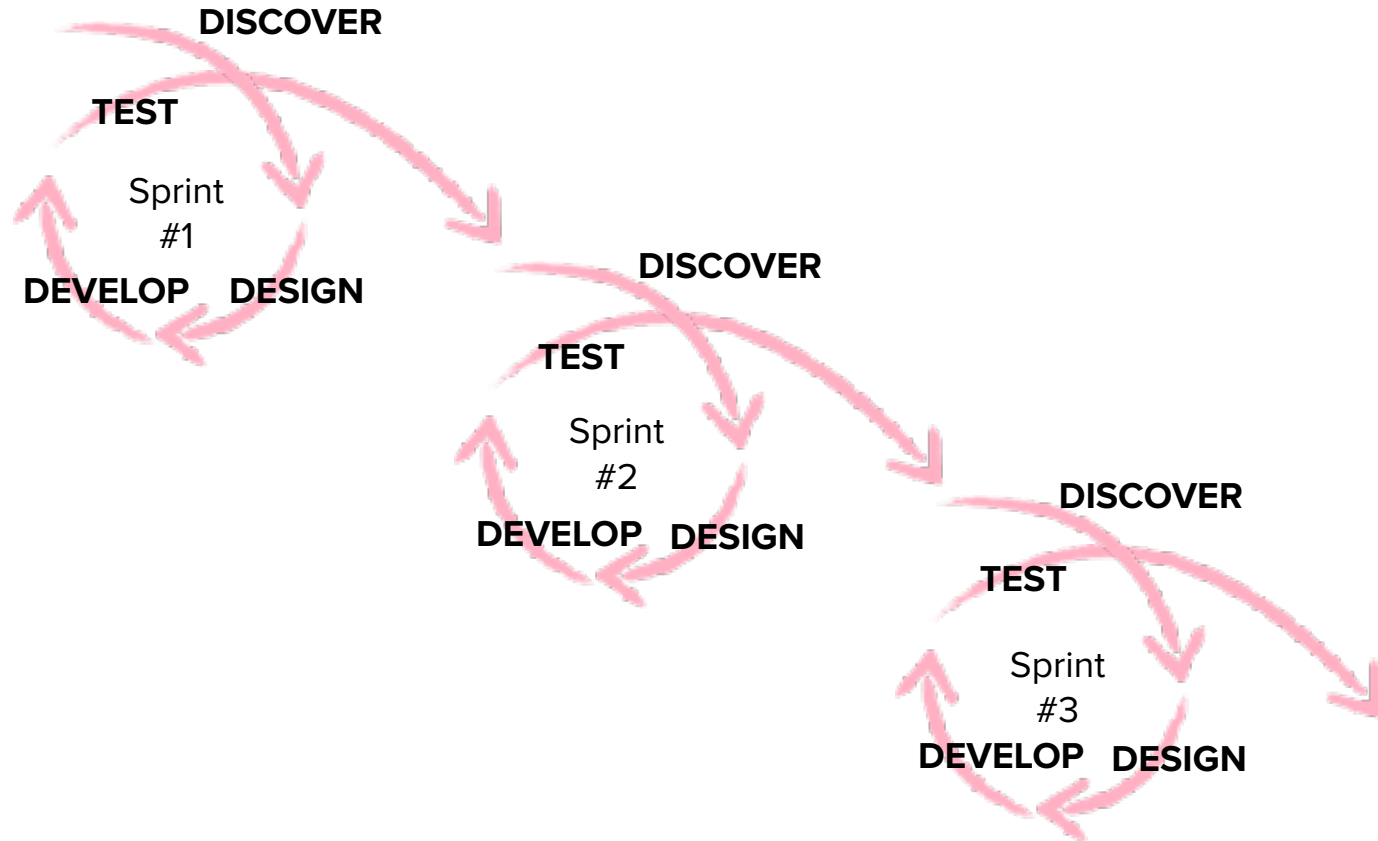 DISCOVER
TEST
Sprint
#1
DEVELOP
DESIGN
DISCOVER
TEST
Sprint
#2
DEVELOP
DESIGN
DISCOVER
TEST
Sprint
#3
DEVELOP
DESIGN